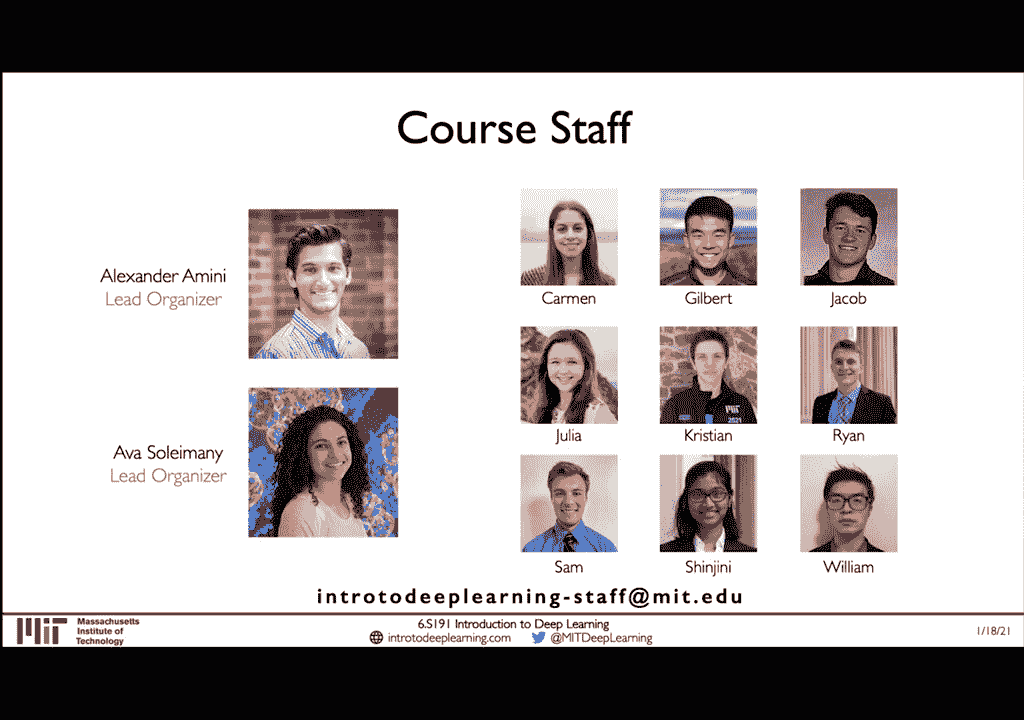 Course Staff
Alexander Amini
Lead Organizer
Ava Soleimany
Lead Organizer
Carmen
Gilbert
Jacob
Julia
Kristian
Ryan
Sam
Shinjini
William
MIT
2021
introtodeeplearning-staff@mit.edu
MIT
Massachusetts
Institute of
Technology
6.S191 Introduction to Deep Learning
introtodeeplearning.com
@MITDeepLearning
1/18/21